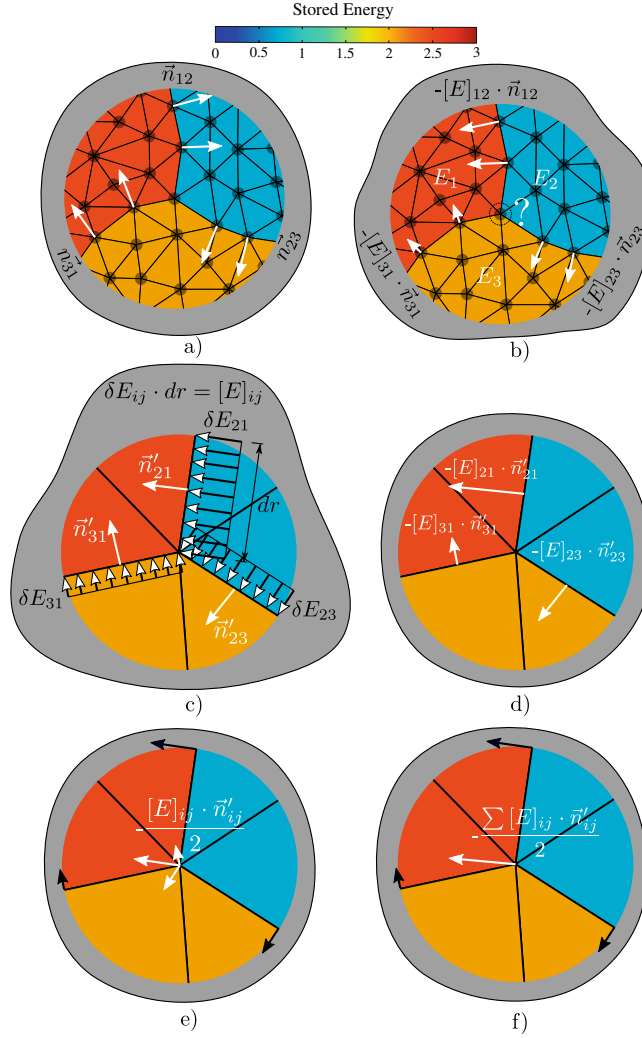 Stored Energy
0 0.5 1 1.5 2 2.5 3
n⃗12
n⃗31
n⃗23
a)
-[E]12 · n⃗12
E1
E2
?
E3
-[E]31 · n⃗31
-[E]23 · n⃗23
b)
δEij · dr = [E]ij
δE21
n⃗′21
dr
n⃗′31
δE31
n⃗′23
δE23
c)
-[E]21 · n⃗′21
-[E]31 · n⃗′31
-[E]23 · n⃗′23
d)
-[E]ij · n⃗′ij
2
e)
-∑ [E]ij · n⃗′ij
2
f)